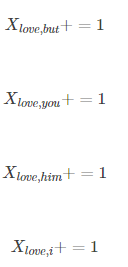 X_{love,but} + = 1
X_{love,you} + = 1
X_{love,him} + = 1
X_{love,i} + = 1